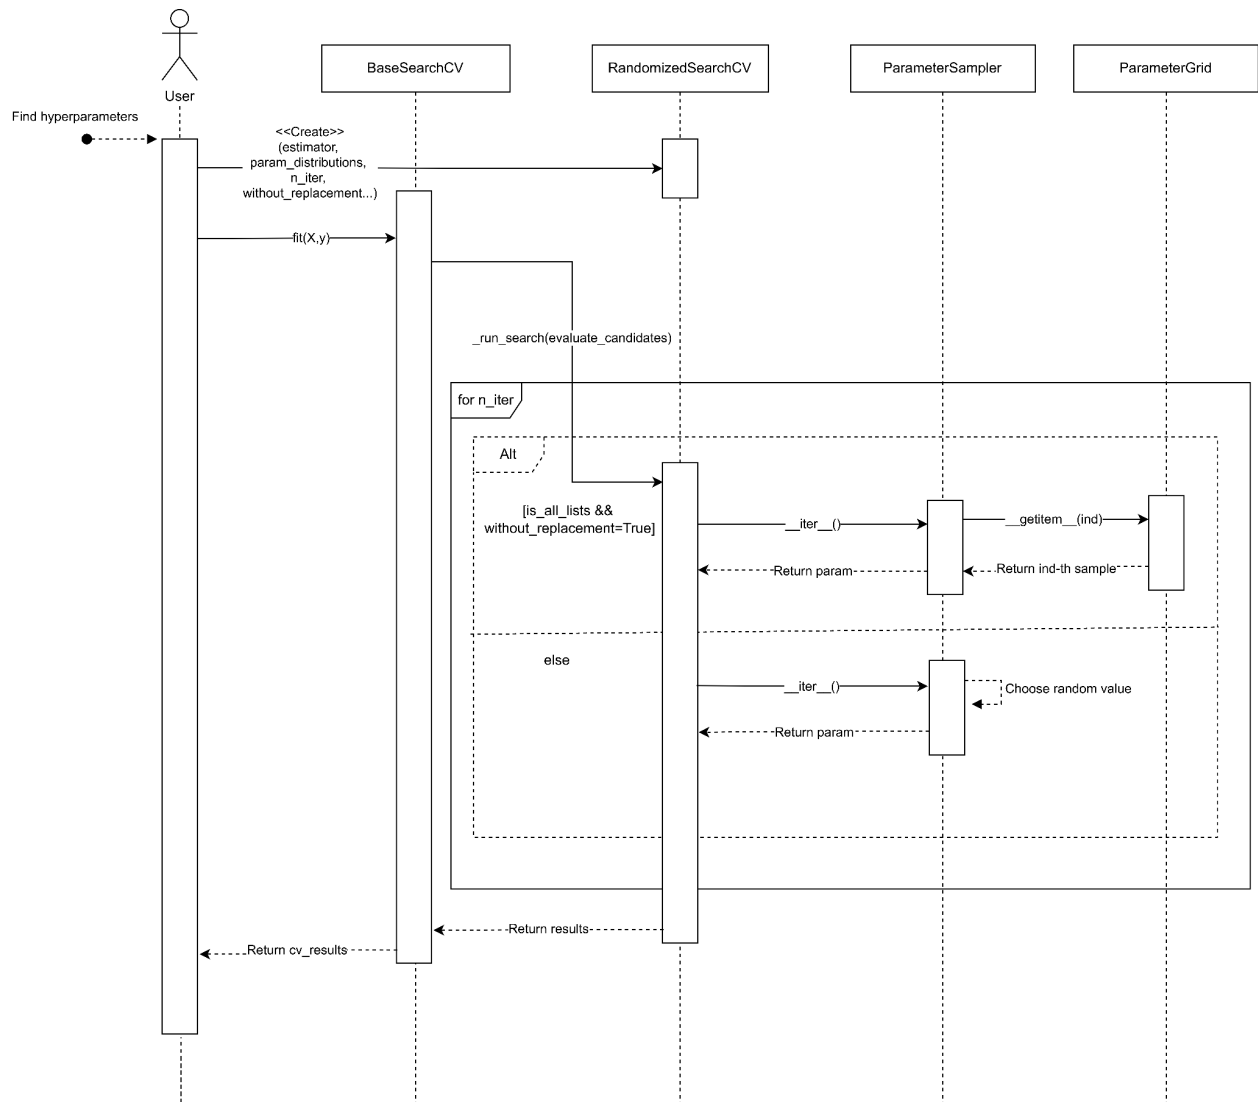 BaseSearchCV
RandomizedSearchCV
ParameterSampler
ParameterGrid
User
Find hyperparameters
<<Create>>
(estimator,
param_distributions,
n_iter,
without_replacement...)
fit(X,y)
_run_search(evaluate_candidates)
for n_iter
Alt
[is_all_lists &&
without_replacement=True]
__iter__()
__getitem__(ind)
Return param
Return ind-th sample
else
__iter__()
Choose random value
Return param
Return results
Return cv_results